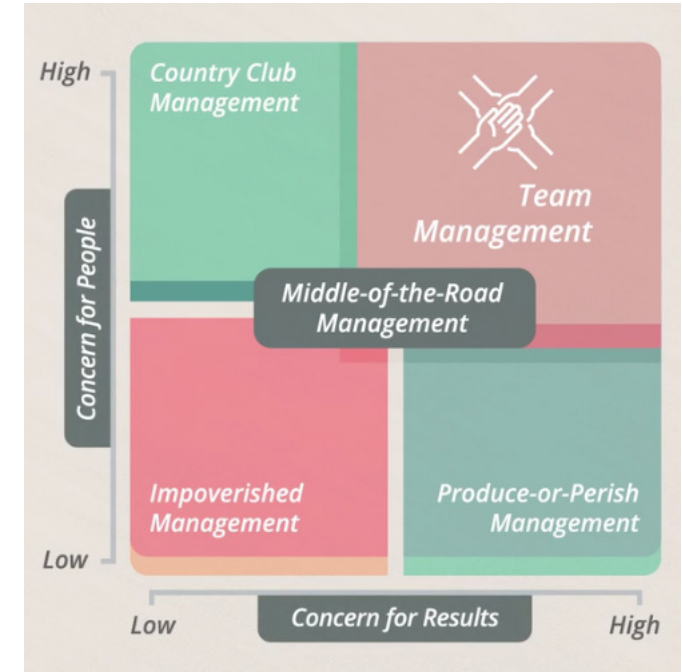 High
Country Club
Management
Team
Management
Concern for People
Middle-of-the-Road
Management
Impoverished
Management
Produce-or-Perish
Management
Low
Low
Concern for Results
High